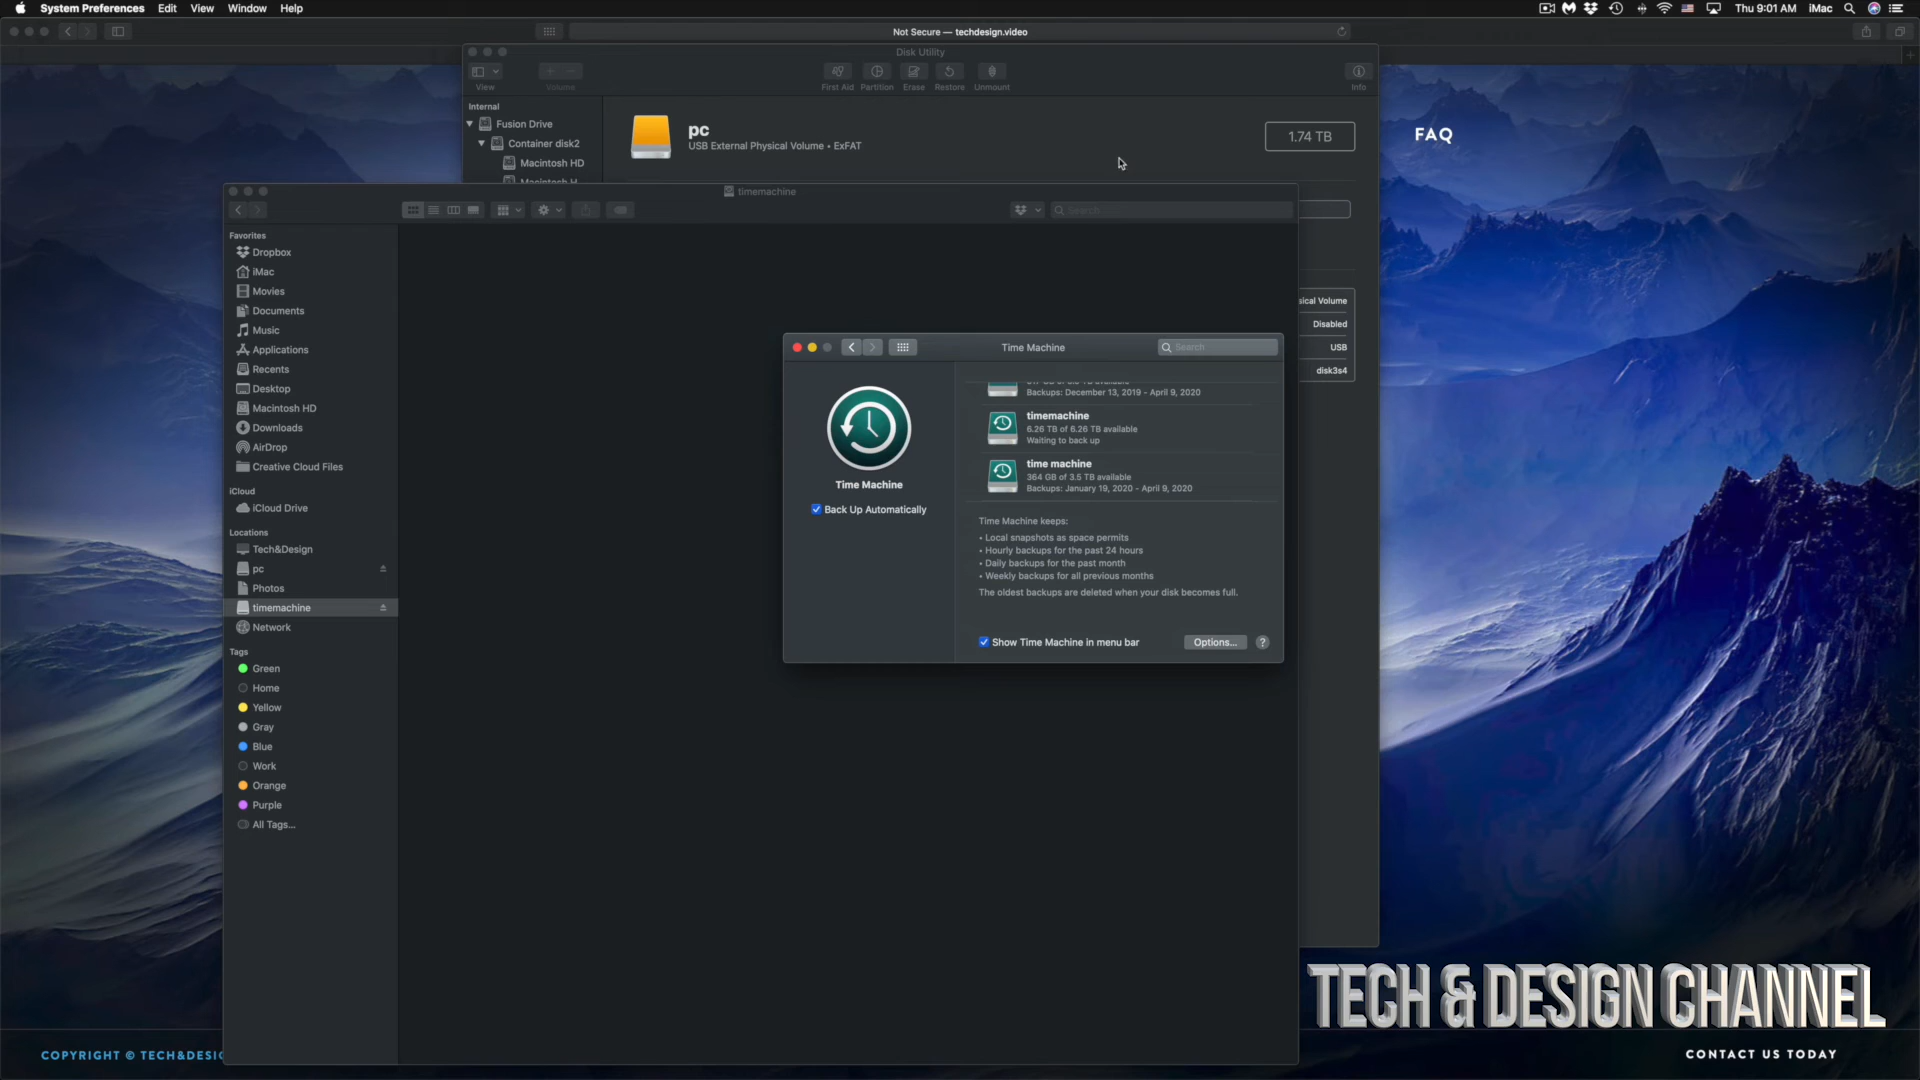 System Preferences Edit View Window Help
Thu 9:01 AM iMac
Not Secure — techdesign.video
Disk Utility
View
Volume
First Aid Partition Erase Restore Unmount
Info
Internal
Fusion Drive
Container disk2
Macintosh HD
pc
USB External Physical Volume • ExFAT
1.74 TB
FAQ
timemachine
Search
Favorites
Dropbox
iMac
Movies
Documents
Music
Applications
Recents
Desktop
Macintosh HD
Downloads
AirDrop
Creative Cloud Files
iCloud
iCloud Drive
Locations
Tech&Design
pc
Photos
timemachine
Network
Tags
Green
Home
Yellow
Gray
Blue
Work
Orange
Purple
All Tags...
Volume
Disabled
USB
disk3s4
Time Machine
Search
Time Machine
Back Up Automatically
Backups: December 13, 2019 - April 9, 2020
timemachine
6.26 TB of 6.26 TB available
Waiting to back up
time machine
364 GB of 3.5 TB available
Backups: January 19, 2020 - April 9, 2020
Time Machine keeps:
• Local snapshots as space permits
• Hourly backups for the past 24 hours
• Daily backups for the past month
• Weekly backups for all previous months
The oldest backups are deleted when your disk becomes full.
Show Time Machine in menu bar
Options...
?
TECH & DESIGN CHANNEL
COPYRIGHT © TECH&DESIG
CONTACT US TODAY